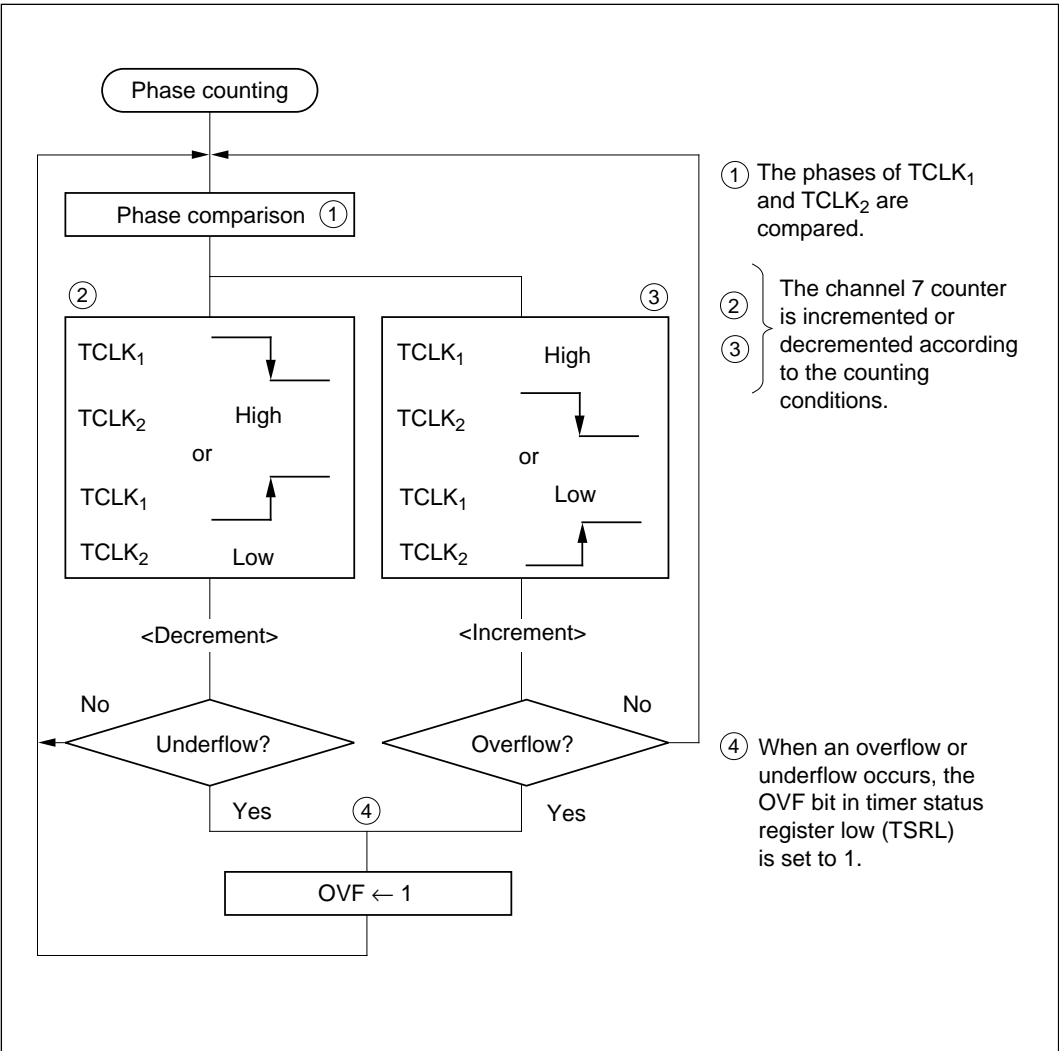 Phase counting
Phase comparison ①
② 
TCLK₁
TCLK₂ High
or
TCLK₁
TCLK₂ Low
③
TCLK₁ High
TCLK₂
or
TCLK₁ Low
TCLK₂
<Decrement>
<Increment>
No
Underflow?
Yes
No
Overflow?
Yes
④
OVF ← 1
① The phases of TCLK₁
and TCLK₂ are
compared.
②
③
The channel 7 counter
is incremented or
decremented according
to the counting
conditions.
④ When an overflow or
underflow occurs, the
OVF bit in timer status
register low (TSRL)
is set to 1.